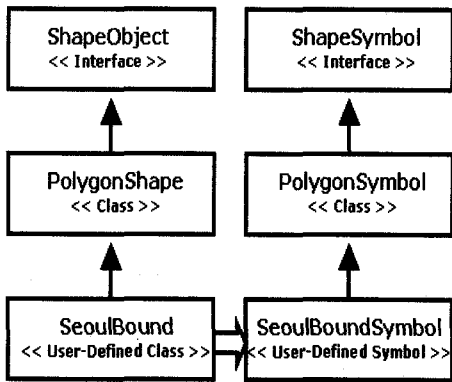 ShapeObject
<< Interface >>
ShapeSymbol
<< Interface >>
PolygonShape
<< Class >>
PolygonSymbol
<< Class >>
SeoulBound
<< User-Defined Class >>
SeoulBoundSymbol
<< User-Defined Symbol >>